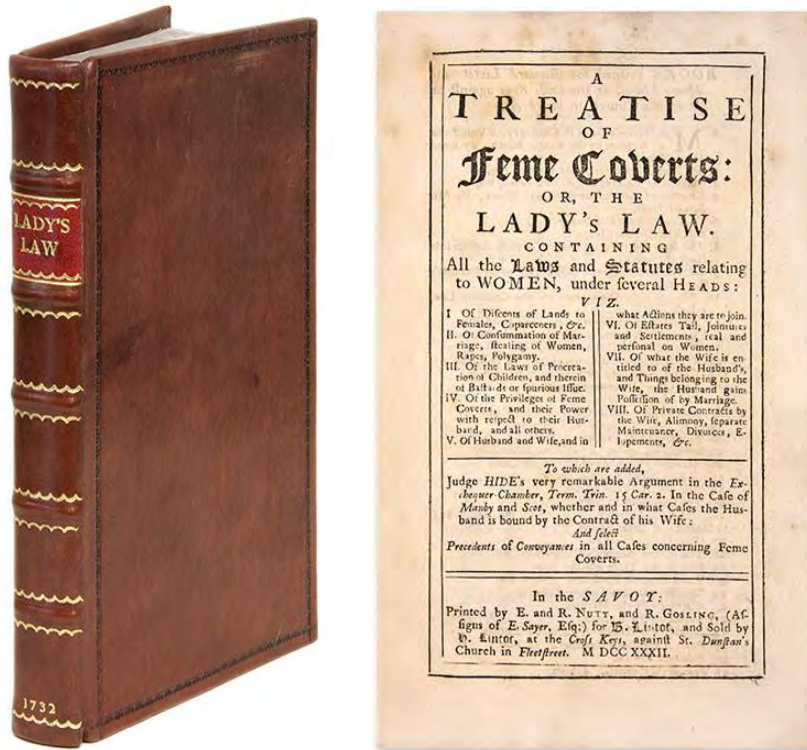 LADY'S
LAW
1732
A
TREATISE
OF
Feme Coverts:
OR, THE
LADY's LAW.
CONTAINING
All the Laws and Statutes relating
to WOMEN, under ſeveral HEADS:
VIZ.
I Of Diſcents of Lands to
Females, Coparceners, &c.
II. Of Conſummation of Mar-
riage, ſtealing of Women,
Rapes, Polygamy.
III. Of the Laws of Procrea-
tion of Children, and therein
of Baſtards or ſpurious Iſſue.
IV. Of the Privileges of Feme
Coverts, and their Power
with reſpect to their Huſ-
band, and all others.
V. Of Husband and Wife, and in
what Actions they are to join.
VI. Of Eſtates Tail, Jointures
and Settlements, real and
perſonal on Women.
VII. Of what the Wife is en-
titled to of the Husband's,
and Things belonging to the
Wife, the Husband gains
Poſſeſſion of by Marriage.
VIII. Of Private Contracts by
the Wife, Alimony, ſeparate
Maintenance, Divorces, E-
lopements, &c.
To which are added,
Judge HIDE's very remarkable Argument in the Ex-
chequer-Chamber, Term. Trin. 15 Car. 2. In the Caſe of
Manby and Scot, whether and in what Caſes the Hus-
band is bound by the Contract of his Wife:
And ſelect
Precedents of Conveyances in all Caſes concerning Feme
Coverts.
In the SAVOY:
Printed by E. and R. NUTT, and R. GOSLING, (Aſ-
ſigns of E. Sayer, Eſq;) for B. Lintot, and Sold by
H. Lintot, at the Croſs Keys, againſt St. Dunſtan's
Church in Fleetſtreet. M DCC XXXII.